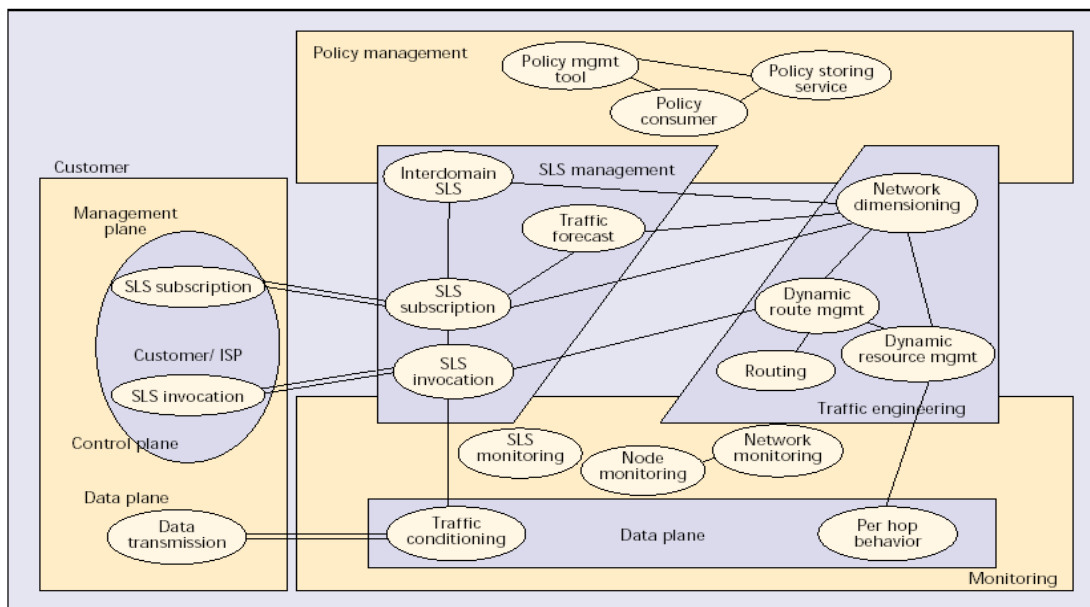 Policy management
Policy mgmt
tool
Policy storing
service
Policy
consumer
Customer
Interdomain
SLS
SLS management
Network
dimensioning
Management
plane
Traffic
forecast
SLS subscription
SLS
subscription
Dynamic
route mgmt
Customer/ ISP
SLS
invocation
Dynamic
resource mgmt
Routing
SLS invocation
Traffic engineering
Control plane
SLS
monitoring
Node
monitoring
Network
monitoring
Data plane
Data
transmission
Traffic
conditioning
Data plane
Per hop
behavior
Monitoring